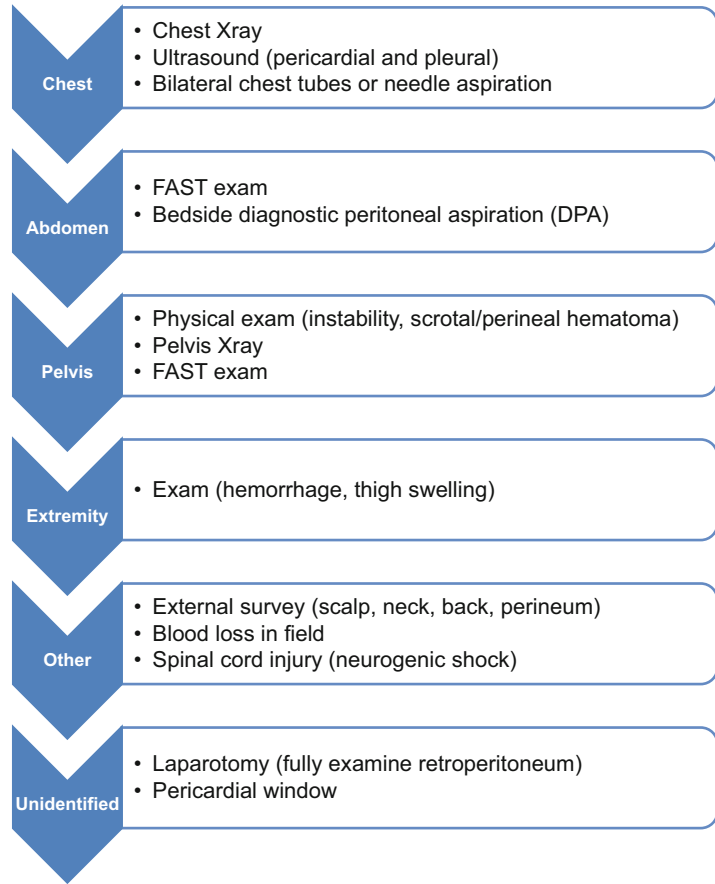 Chest
• Chest Xray
• Ultrasound (pericardial and pleural)
• Bilateral chest tubes or needle aspiration
Abdomen
• FAST exam
• Bedside diagnostic peritoneal aspiration (DPA)
Pelvis
• Physical exam (instability, scrotal/perineal hematoma)
• Pelvis Xray
• FAST exam
Extremity
• Exam (hemorrhage, thigh swelling)
Other
• External survey (scalp, neck, back, perineum)
• Blood loss in field
• Spinal cord injury (neurogenic shock)
Unidentified
• Laparotomy (fully examine retroperitoneum)
• Pericardial window